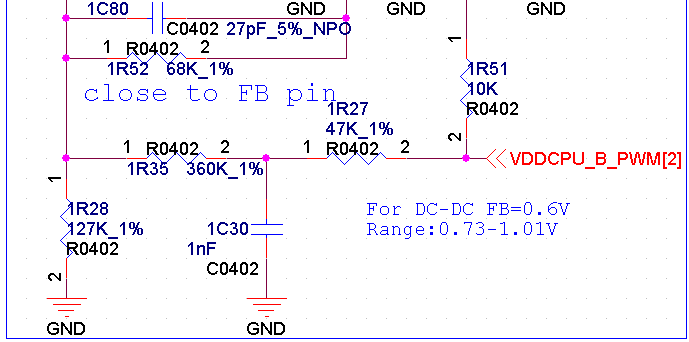 1C80
GND
GND
GND
C0402
27pF_5%_NPO
1
R0402
2
1R52
68K_1%
1
1R51
10K
R0402
2
close to FB pin
1R27
47K_1%
1
R0402
2
1
R0402
2
1R35
360K_1%
VDDCPU_B_PWM[2]
1
1R28
127K_1%
R0402
2
1C30
1nF
C0402
For DC-DC FB=0.6V
Range:0.73-1.01V
GND
GND